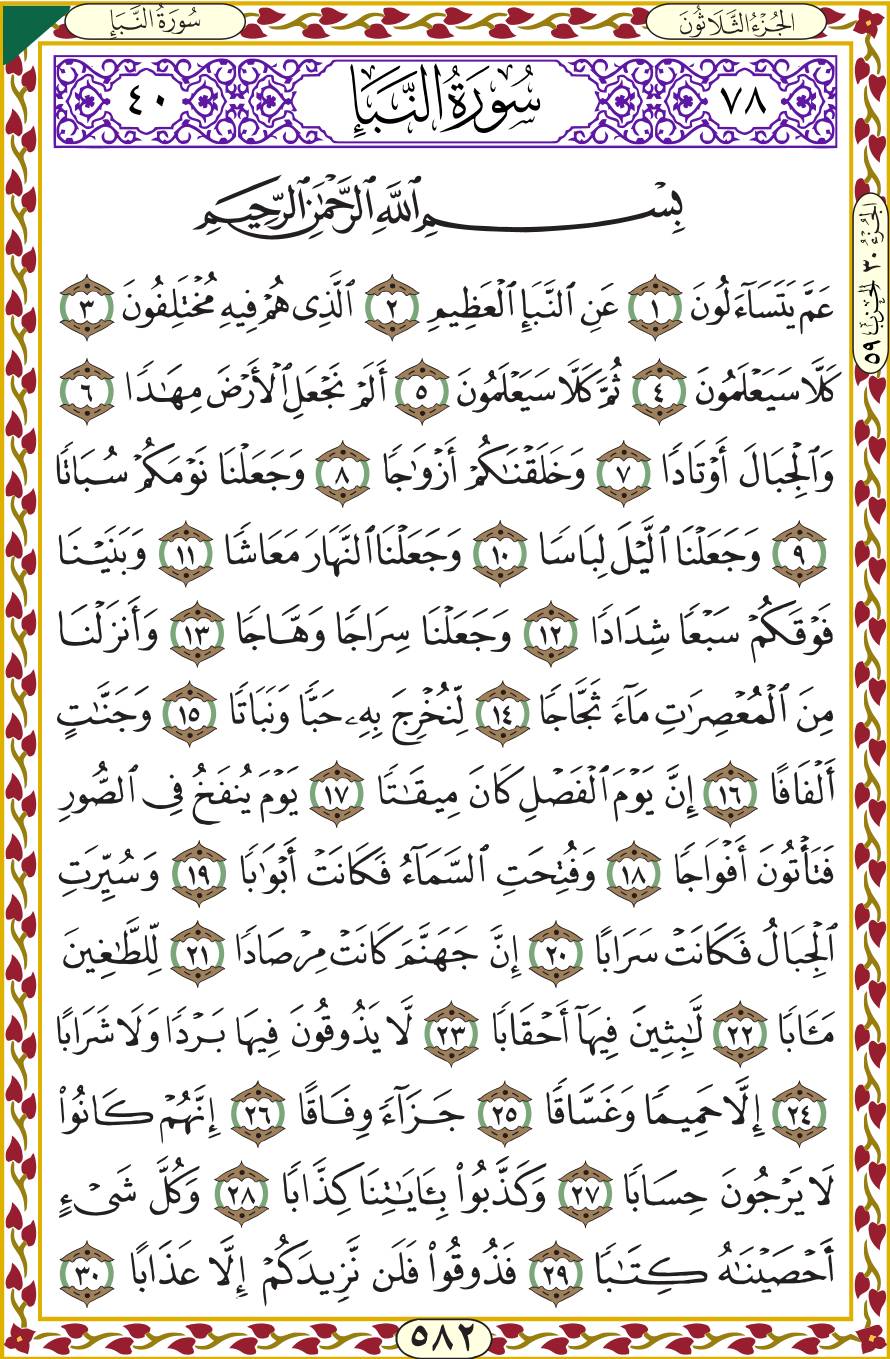 الجُزْءُ الثَّلَاثُونَ
سُورَةُ النَّبَإِ
٧٨
سُورَةُ النَّبَإِ
٤٠
الجُزْءُ ٣٠ الحِزْبُ ٥٩
بِسْمِ ٱللَّهِ ٱلرَّحْمَٰنِ ٱلرَّحِيمِ
عَمَّ يَتَسَآءَلُونَ ١ عَنِ ٱلنَّبَإِ ٱلْعَظِيمِ ٢ ٱلَّذِى هُمْ فِيهِ مُخْتَلِفُونَ ٣
كَلَّا سَيَعْلَمُونَ ٤ ثُمَّ كَلَّا سَيَعْلَمُونَ ٥ أَلَمْ نَجْعَلِ ٱلْأَرْضَ مِهَٰدًا ٦
وَٱلْجِبَالَ أَوْتَادًا ٧ وَخَلَقْنَٰكُمْ أَزْوَٰجًا ٨ وَجَعَلْنَا نَوْمَكُمْ سُبَاتًا
٩ وَجَعَلْنَا ٱلَّيْلَ لِبَاسًا ١٠ وَجَعَلْنَا ٱلنَّهَارَ مَعَاشًا ١١ وَبَنَيْنَا
فَوْقَكُمْ سَبْعًا شِدَادًا ١٢ وَجَعَلْنَا سِرَاجًا وَهَّاجًا ١٣ وَأَنزَلْنَا
مِنَ ٱلْمُعْصِرَٰتِ مَآءً ثَجَّاجًا ١٤ لِّنُخْرِجَ بِهِۦ حَبًّا وَنَبَاتًا ١٥ وَجَنَّٰتٍ
أَلْفَافًا ١٦ إِنَّ يَوْمَ ٱلْفَصْلِ كَانَ مِيقَٰتًا ١٧ يَوْمَ يُنفَخُ فِى ٱلصُّورِ
فَتَأْتُونَ أَفْوَاجًا ١٨ وَفُتِحَتِ ٱلسَّمَآءُ فَكَانَتْ أَبْوَٰبًا ١٩ وَسُيِّرَتِ
ٱلْجِبَالُ فَكَانَتْ سَرَابًا ٢٠ إِنَّ جَهَنَّمَ كَانَتْ مِرْصَادًا ٢١ لِّلطَّٰغِينَ
مَـَٔابًا ٢٢ لَّٰبِثِينَ فِيهَآ أَحْقَابًا ٢٣ لَّا يَذُوقُونَ فِيهَا بَرْدًا وَلَا شَرَابًا
٢٤ إِلَّا حَمِيمًا وَغَسَّاقًا ٢٥ جَزَآءً وِفَاقًا ٢٦ إِنَّهُمْ كَانُوا۟
لَا يَرْجُونَ حِسَابًا ٢٧ وَكَذَّبُوا۟ بِـَٔايَٰتِنَا كِذَّابًا ٢٨ وَكُلَّ شَىْءٍ
أَحْصَيْنَٰهُ كِتَٰبًا ٢٩ فَذُوقُوا۟ فَلَن نَّزِيدَكُمْ إِلَّا عَذَابًا ٣٠
٥٨٢